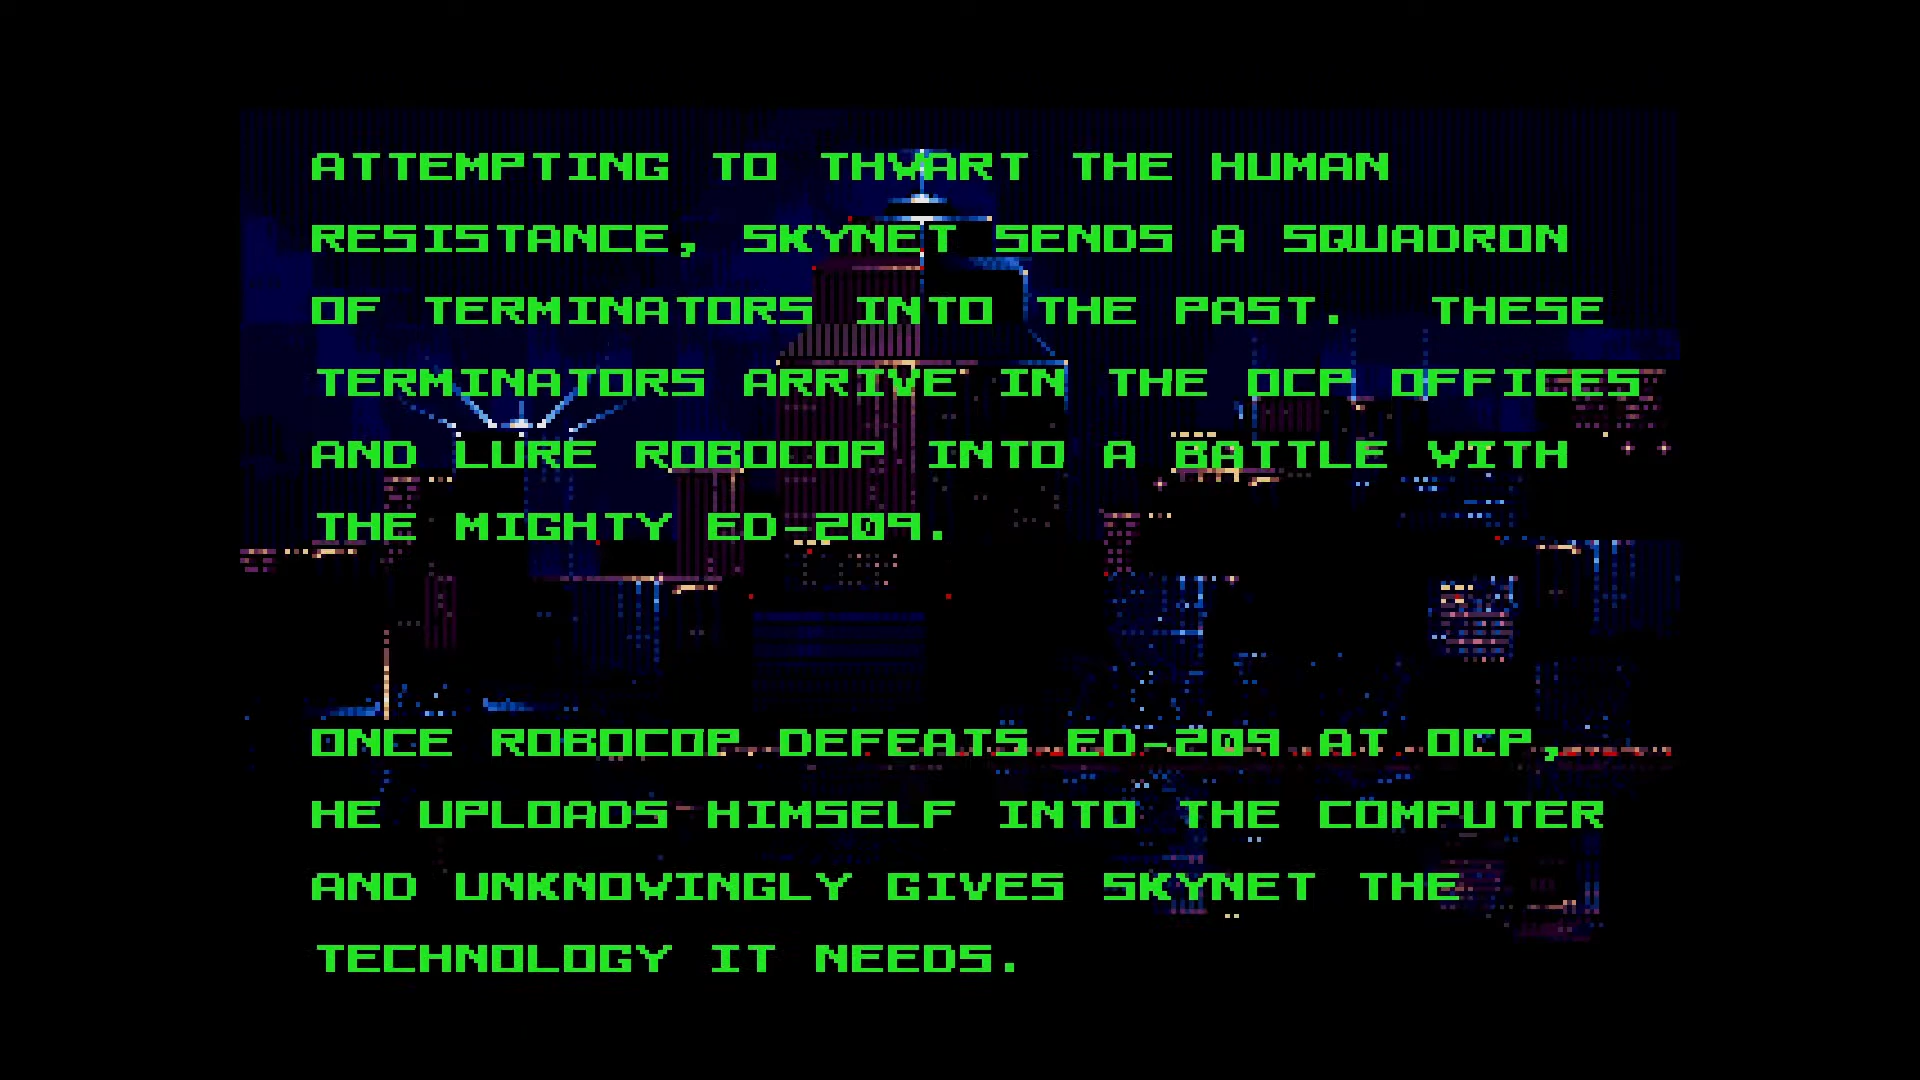 ATTEMPTING TO THWART THE HUMAN
RESISTANCE, SKYNET SENDS A SQUADRON
OF TERMINATORS INTO THE PAST.  THESE
TERMINATORS ARRIVE IN THE OCP OFFICES
AND LURE ROBOCOP INTO A BATTLE WITH
THE MIGHTY ED-209.
ONCE ROBOCOP DEFEATS ED-209 AT OCP,
HE UPLOADS HIMSELF INTO THE COMPUTER
AND UNKNOWINGLY GIVES SKYNET THE
TECHNOLOGY IT NEEDS.